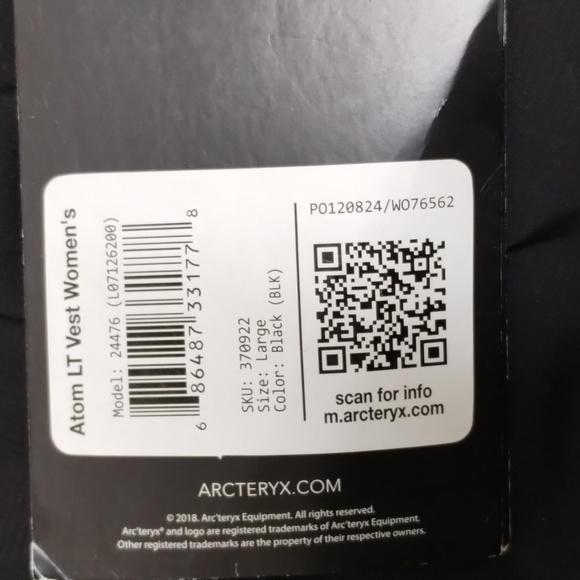 Atom LT Vest Women's
Model: 24476 (L07126200)
6 86487 33177 8
SKU: 370922
Size: Large
Color: Black (BLK)
PO120824/WO76562
scan for info
m.arcteryx.com
ARCTERYX.COM
© 2018. Arc'teryx Equipment. All rights reserved.
Arc'teryx® and logo are registered trademarks of Arc'teryx Equipment.
Other registered trademarks are the property of their respective owners.